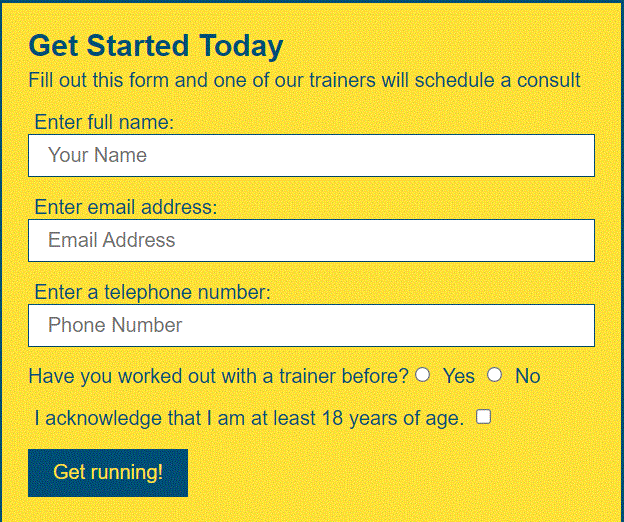 Get Started Today
Fill out this form and one of our trainers will schedule a consult
Enter full name:
Your Name
Enter email address:
Email Address
Enter a telephone number:
Phone Number
Have you worked out with a trainer before? Yes No
I acknowledge that I am at least 18 years of age.
Get running!